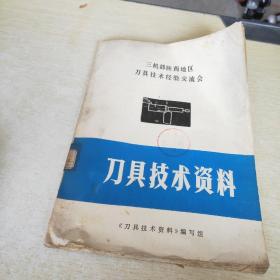 三机部陕西地区
刀具技术经验交流会
刀具技术资料
《刀具技术资料》编写组